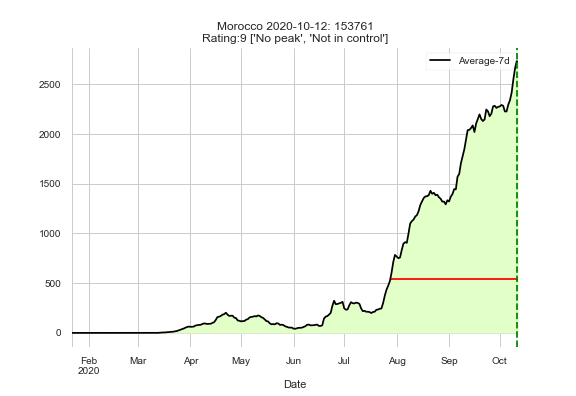 Morocco 2020-10-12: 153761
Rating:9 ['No peak', 'Not in control']
Average-7d
2500
2000
1500
1000
500
0
Feb Mar Apr May Jun Jul Aug Sep Oct
2020
Date